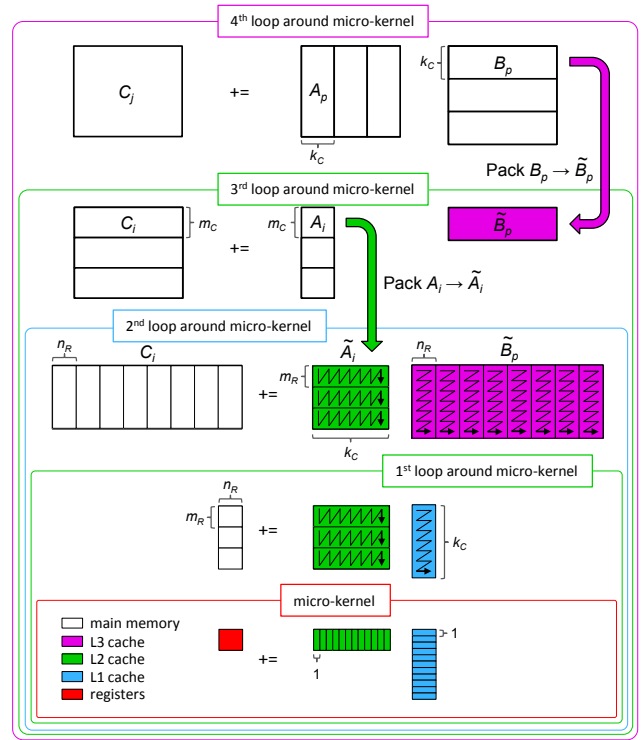 4th loop around micro-kernel
Cj += Ap Bp
kC
kC
Pack Bp → B̃p
3rd loop around micro-kernel
Ci mC += mC Ai B̃p
Pack Ai → Ãi
2nd loop around micro-kernel
nR Ci Ãi nR B̃p
mR
+=
kC
1st loop around micro-kernel
nR
mR += kC
micro-kernel
main memory
L3 cache
L2 cache
L1 cache
registers
+=
1
1